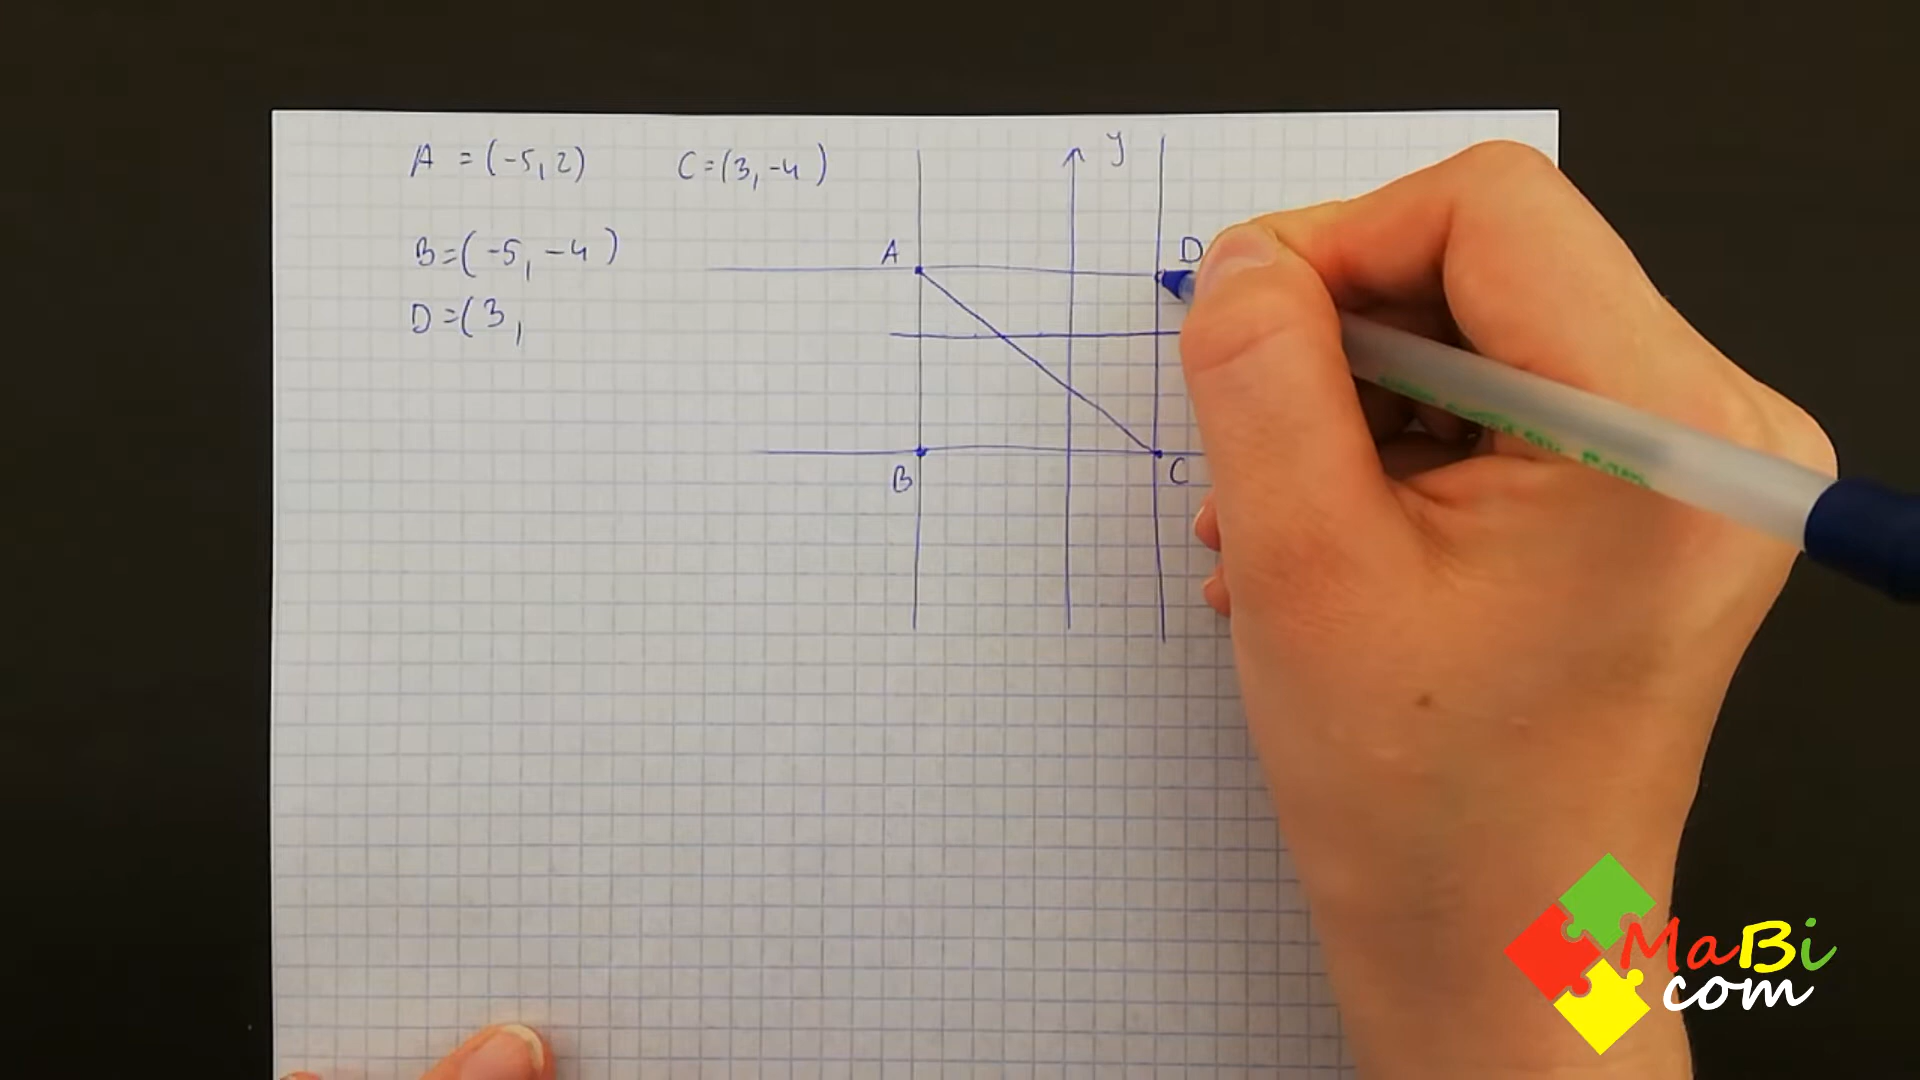 A = (-5, 2) C = (3, -4)
B = (-5, -4)
D = (3,
y
A D
B C
MaBi
com